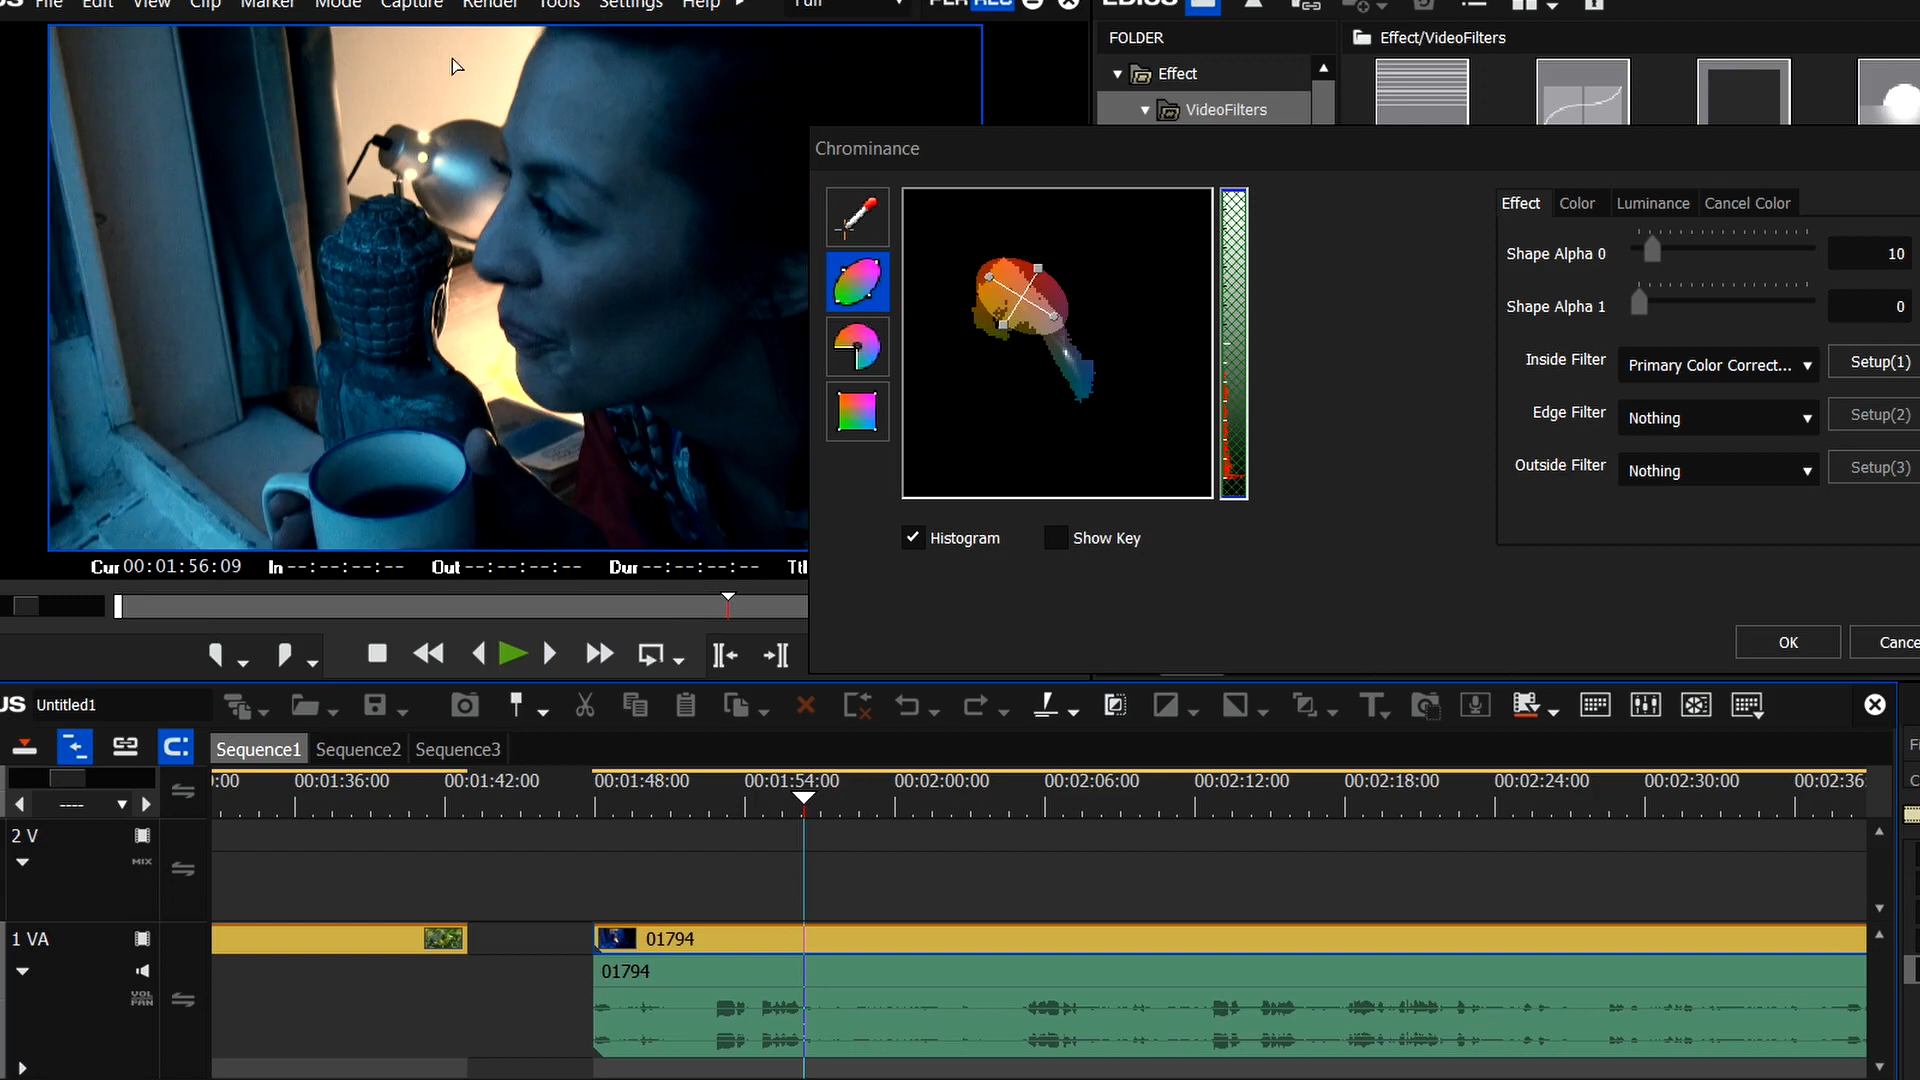 File Edit View Clip Marker Mode Capture Render Tools Settings Help Full PLR REC EDIUS
FOLDER
Effect/VideoFilters
Effect
VideoFilters
Chrominance
Effect Color Luminance Cancel Color
Shape Alpha 0 10
Shape Alpha 1 0
Inside Filter Primary Color Correct... Setup(1)
Edge Filter Nothing Setup(2)
Outside Filter Nothing Setup(3)
Histogram Show Key
Cur 00:01:56:09 In --:--:--:-- Out --:--:--:-- Dur --:--:--:-- Ttl
OK Cance
US Untitled1
Sequence1 Sequence2 Sequence3
):00 00:01:36:00 00:01:42:00 00:01:48:00 00:01:54:00 00:02:00:00 00:02:06:00 00:02:12:00 00:02:18:00 00:02:24:00 00:02:30:00 00:02:36:
----
2 V
MIX
1 VA
01794
01794
VOL
PAN